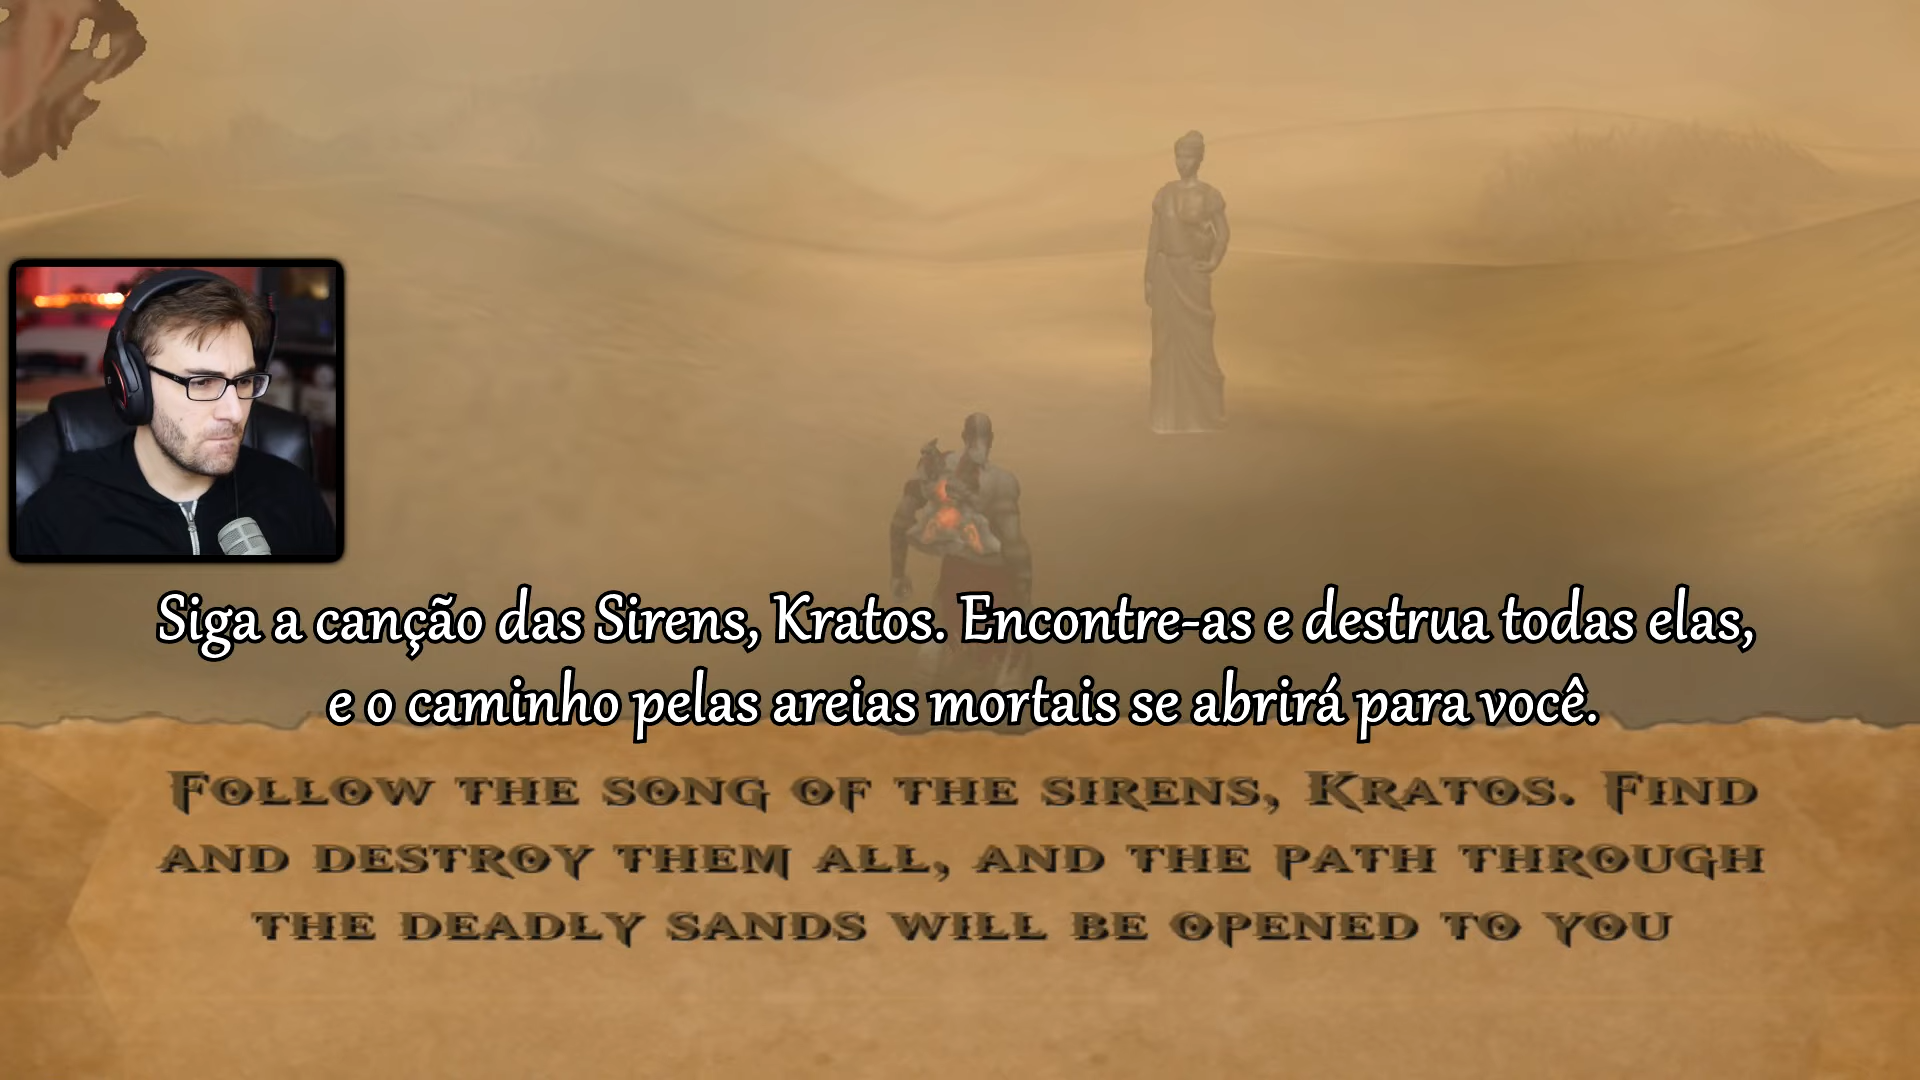 Siga a canção das Sirens, Kratos. Encontre-as e destrua todas elas,
e o caminho pelas areias mortais se abrirá para você.
Follow the song of the sirens, Kratos. Find
and destroy them all, and the path through
the deadly sands will be opened to you